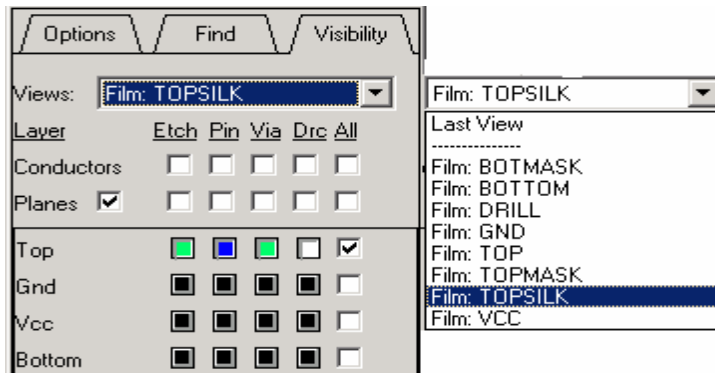 Options Find Visibility
Views: Film: TOPSILK
Layer Etch Pin Via Drc All
Conductors
Planes
Top
Gnd
Vcc
Bottom
Film: TOPSILK
Last View
--------------
Film: BOTMASK
Film: BOTTOM
Film: DRILL
Film: GND
Film: TOP
Film: TOPMASK
Film: TOPSILK
Film: VCC